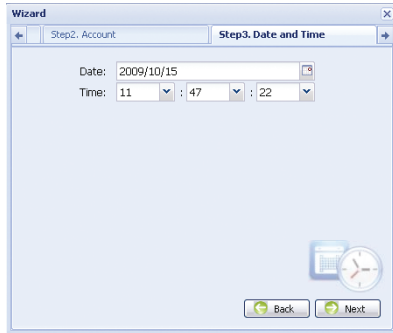 Wizard
Step2. Account Step3. Date and Time
Date: 2009/10/15
Time: 11 : 47 : 22
Back Next